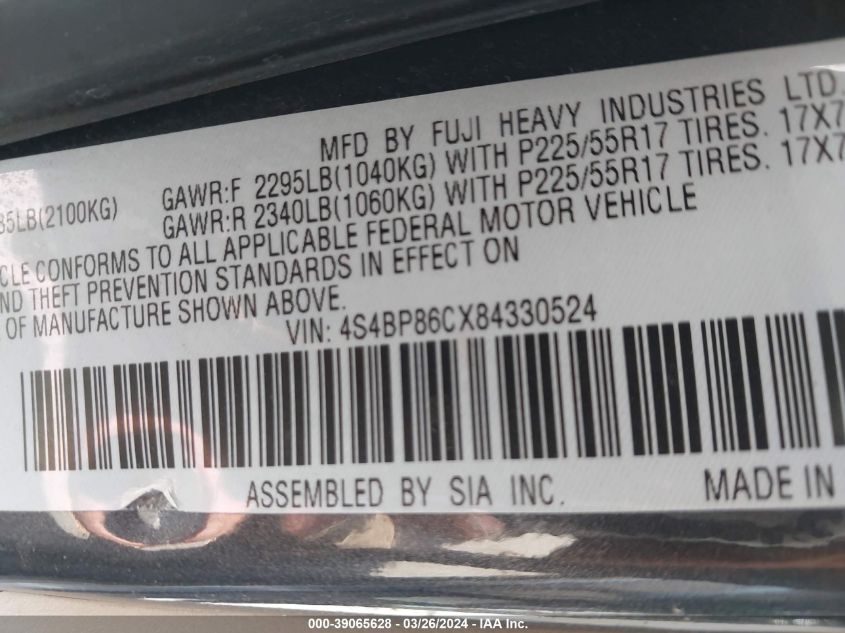 MFD BY FUJI HEAVY INDUSTRIES LTD.
GAWR:F 2295LB(1040KG) WITH P225/55R17 TIRES. 17X7
85LB(2100KG) GAWR:R 2340LB(1060KG) WITH P225/55R17 TIRES. 17X7
CLE CONFORMS TO ALL APPLICABLE FEDERAL MOTOR VEHICLE
ND THEFT PREVENTION STANDARDS IN EFFECT ON
OF MANUFACTURE SHOWN ABOVE.
VIN: 4S4BP86CX84330524
ASSEMBLED BY SIA INC. MADE IN
000-39065628 - 03/26/2024 - IAA Inc.